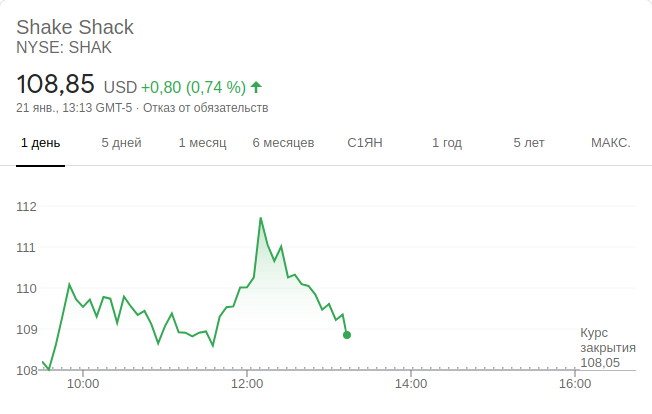 Shake Shack
NYSE: SHAK
108,85 USD +0,80 (0,74 %)
21 янв., 13:13 GMT-5 · Отказ от обязательств
1 день 5 дней 1 месяц 6 месяцев С1ЯН 1 год 5 лет МАКС.
112
111
110
109
108
Курс
закрытия
108,05
10:00 12:00 14:00 16:00